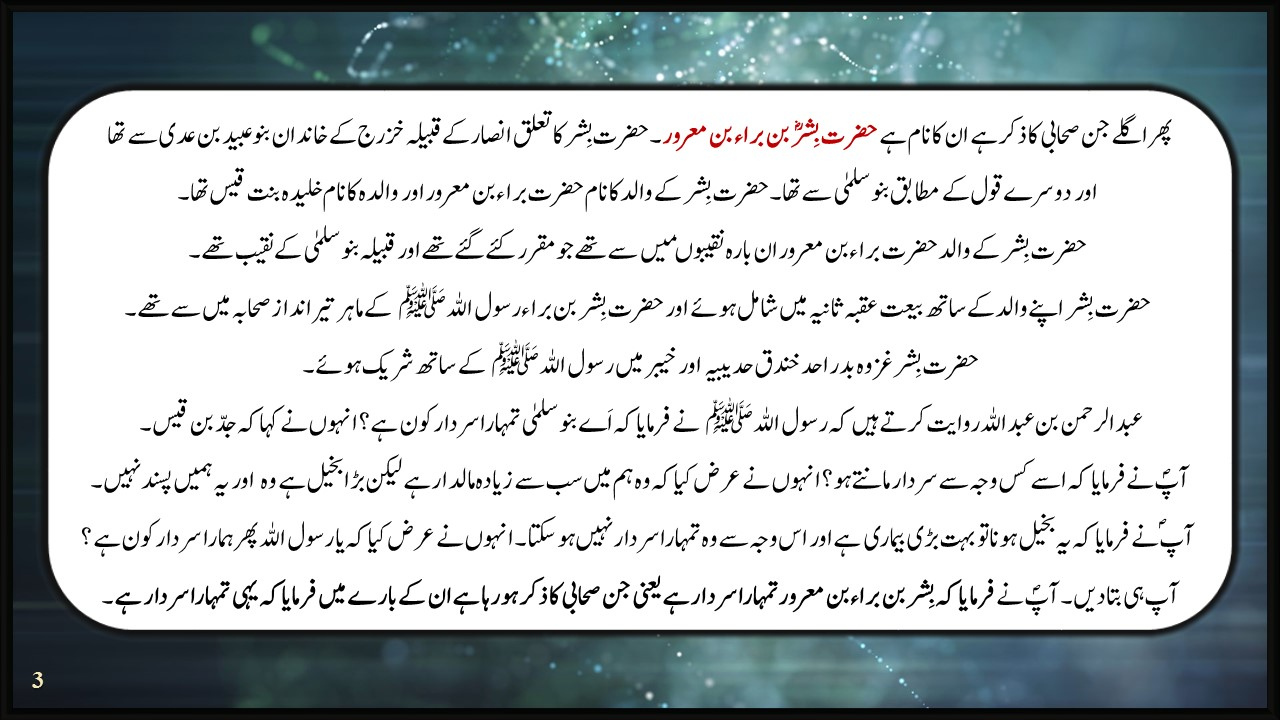 پھر اگلے جن صحابی کا ذکر ہے ان کا نام ہے حضرت بِشرؓ بن براء بن معرور۔ حضرت بِشر کا تعلق انصار کے قبیلہ خزرج کے خاندان بنو عبید بن عدی سے تھا
اور دوسرے قول کے مطابق بنو سلمیٰ سے تھا۔ حضرت بِشر کے والد کا نام حضرت براء بن معرور اور والدہ کا نام خلیدہ بنت قیس تھا۔
حضرت بِشر کے والد حضرت براء بن معرور ان بارہ نقیبوں میں سے تھے جو مقرر کئے گئے تھے اور قبیلہ بنو سلمیٰ کے نقیب تھے۔
حضرت بِشر اپنے والد کے ساتھ بیعت عقبہ ثانیہ میں شامل ہوئے اور حضرت بِشر بن براء رسول اللہ ﷺ کے ماہر تیر انداز صحابہ میں سے تھے۔
حضرت بِشر غزوہ بدر احد خندق حدیبیہ اور خیبر میں رسول اللہ ﷺ کے ساتھ شریک ہوئے۔
عبد الرحمن بن عبد اللہ روایت کرتے ہیں کہ رسول اللہ ﷺ نے فرمایا کہ اَے بنو سلمیٰ تمہارا سردار کون ہے؟ انہوں نے کہا کہ جدّ بن قیس۔
آپؐ نے فرمایا کہ اسے کس وجہ سے سردار مانتے ہو؟ انہوں نے عرض کیا کہ وہ ہم میں سب سے زیادہ مالدار ہے لیکن بڑا بخیل ہے وہ اور یہ ہمیں پسند نہیں۔
آپؐ نے فرمایا کہ یہ بخیل ہونا تو بہت بڑی بیماری ہے اور اس وجہ سے وہ تمہارا سردار نہیں ہو سکتا۔ انہوں نے عرض کیا کہ یا رسول اللہ پھر ہمارا سردار کون ہے؟
آپ ہی بتا دیں۔ آپؐ نے فرمایا کہ بِشر بن براء بن معرور تمہارا سردار ہے یعنی جن صحابی کا ذکر ہو رہا ہے ان کے بارے میں فرمایا کہ یہی تمہارا سردار ہے۔
3